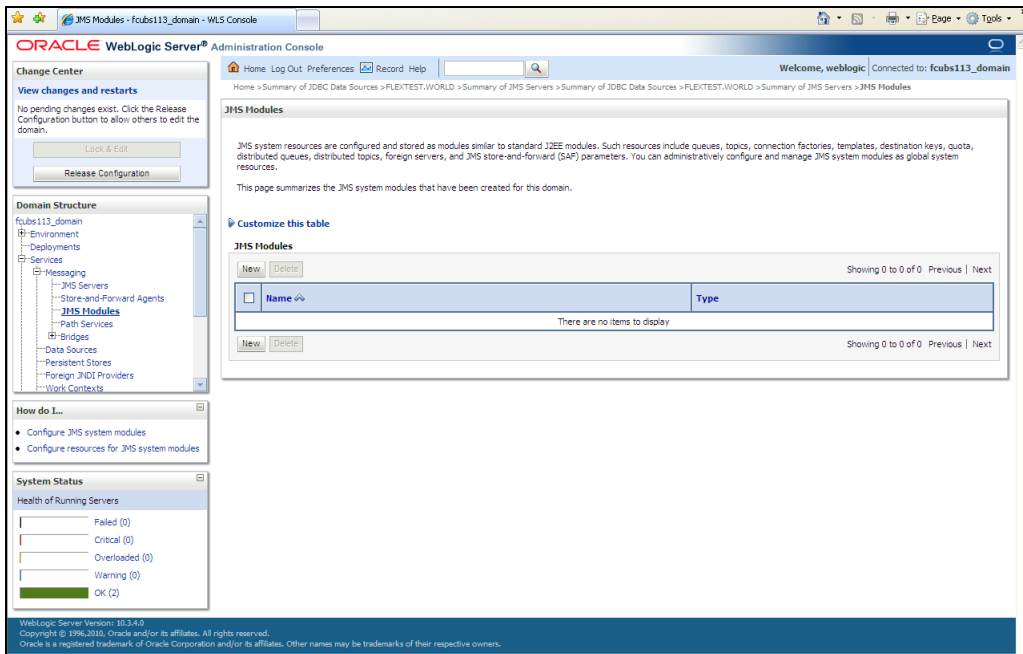 JMS Modules - fcubs113_domain - WLS Console
Page
Tools
ORACLE WebLogic Server® Administration Console
Change Center
View changes and restarts
No pending changes exist. Click the Release
Configuration button to allow others to edit the
domain.
Lock & Edit
Release Configuration
Domain Structure
fcubs113_domain
Environment
Deployments
Services
Messaging
JMS Servers
Store-and-Forward Agents
JMS Modules
Path Services
Bridges
Data Sources
Persistent Stores
Foreign JNDI Providers
Work Contexts
How do I...
Configure JMS system modules
Configure resources for JMS system modules
System Status
Health of Running Servers
Failed (0)
Critical (0)
Overloaded (0)
Warning (0)
OK (2)
Home Log Out Preferences Record Help
Welcome, weblogic Connected to: fcubs113_domain
Home >Summary of JDBC Data Sources >FLEXTEST.WORLD >Summary of JMS Servers >Summary of JDBC Data Sources >FLEXTEST.WORLD >Summary of JMS Servers >JMS Modules
JMS Modules
JMS system resources are configured and stored as modules similar to standard J2EE modules. Such resources include queues, topics, connection factories, templates, destination keys, quota,
distributed queues, distributed topics, foreign servers, and JMS store-and-forward (SAF) parameters. You can administratively configure and manage JMS system modules as global system
resources.
This page summarizes the JMS system modules that have been created for this domain.
Customize this table
JMS Modules
New Delete Showing 0 to 0 of 0 Previous | Next
Name Type
There are no items to display
New Delete Showing 0 to 0 of 0 Previous | Next
WebLogic Server Version: 10.3.4.0
Copyright © 1996,2010, Oracle and/or its affiliates. All rights reserved.
Oracle is a registered trademark of Oracle Corporation and/or its affiliates. Other names may be trademarks of their respective owners.